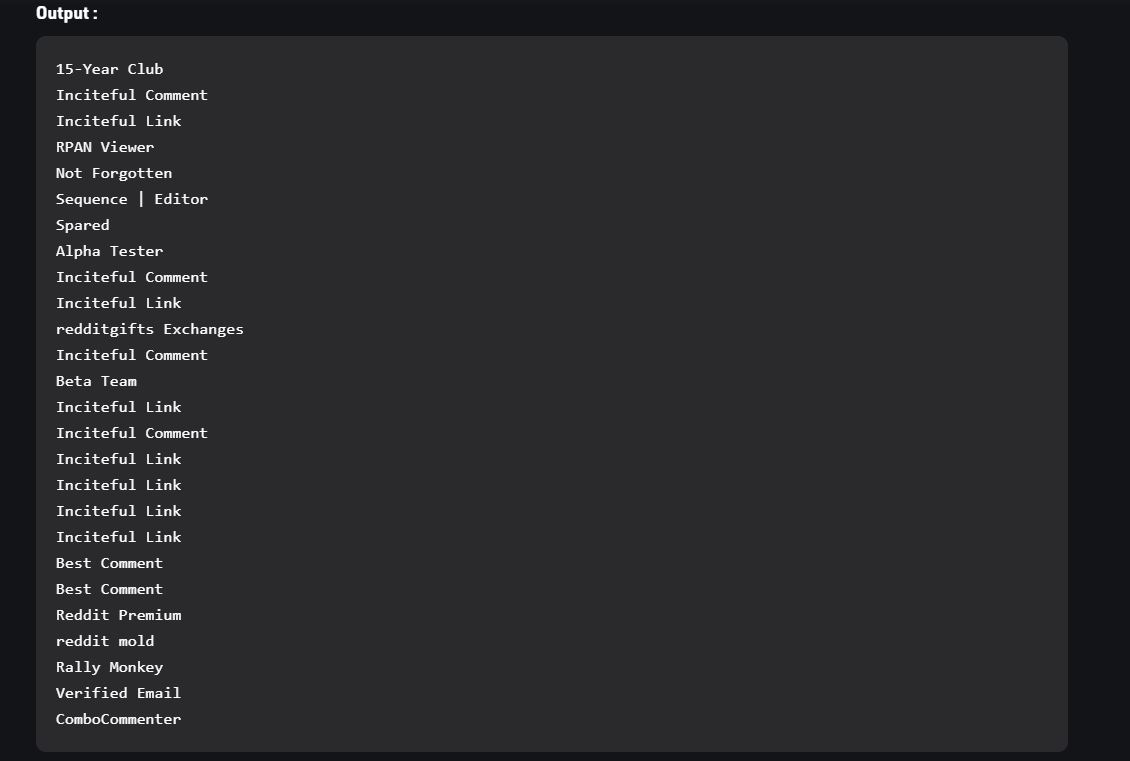 Output :
15-Year Club
Inciteful Comment
Inciteful Link
RPAN Viewer
Not Forgotten
Sequence | Editor
Spared
Alpha Tester
Inciteful Comment
Inciteful Link
redditgifts Exchanges
Inciteful Comment
Beta Team
Inciteful Link
Inciteful Comment
Inciteful Link
Inciteful Link
Inciteful Link
Inciteful Link
Best Comment
Best Comment
Reddit Premium
reddit mold
Rally Monkey
Verified Email
ComboCommenter